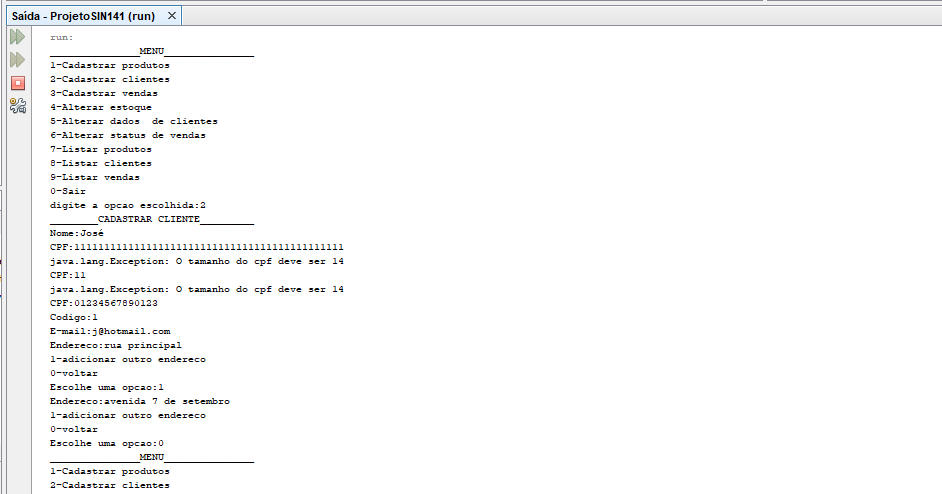 Saída - ProjetoSIN141 (run)
run:
_______________MENU_______________
1-Cadastrar produtos
2-Cadastrar clientes
3-Cadastrar vendas
4-Alterar estoque
5-Alterar dados  de clientes
6-Alterar status de vendas
7-Listar produtos
8-Listar clientes
9-Listar vendas
0-Sair
digite a opcao escolhida:2
________CADASTRAR CLIENTE_________
Nome:José
CPF:111111111111111111111111111111111111111111111
java.lang.Exception: O tamanho do cpf deve ser 14
CPF:11
java.lang.Exception: O tamanho do cpf deve ser 14
CPF:01234567890123
Codigo:1
E-mail:j@hotmail.com
Endereco:rua principal
1-adicionar outro endereco
0-voltar
Escolhe uma opcao:1
Endereco:avenida 7 de setembro
1-adicionar outro endereco
0-voltar
Escolhe uma opcao:0
_______________MENU_______________
1-Cadastrar produtos
2-Cadastrar clientes